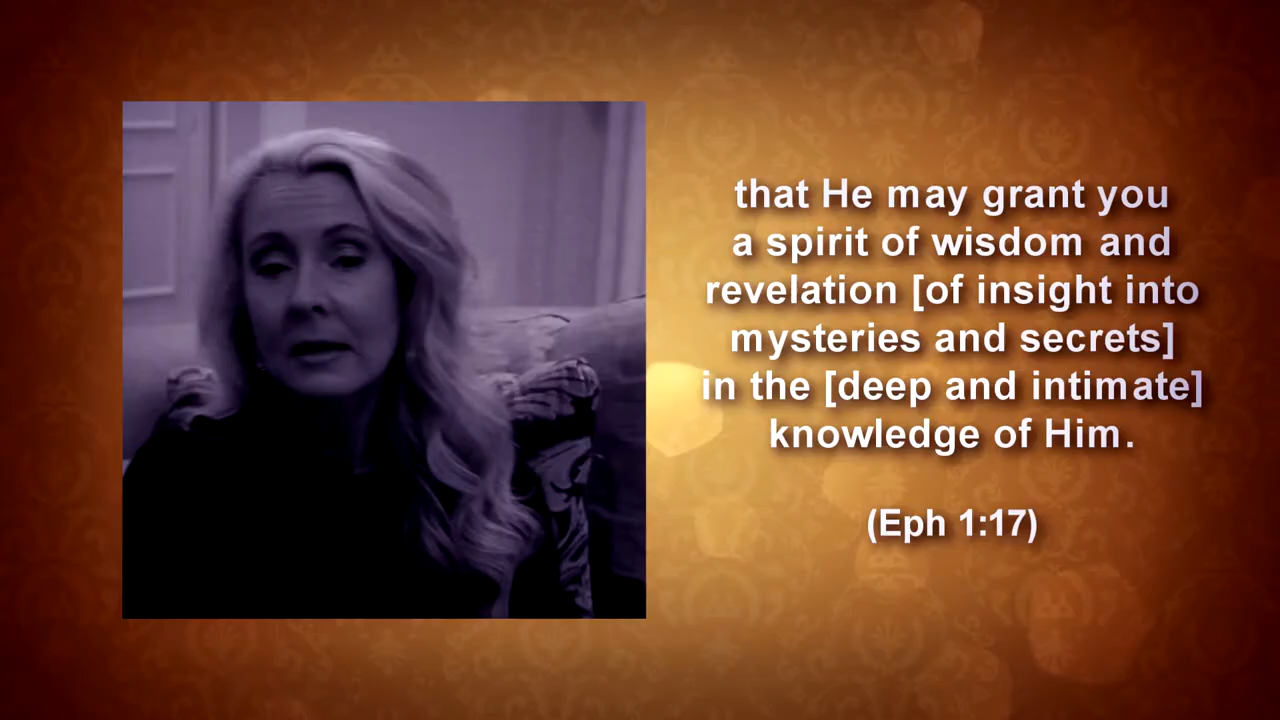 that He may grant you
a spirit of wisdom and
revelation [of insight into
mysteries and secrets]
in the [deep and intimate]
knowledge of Him.
(Eph 1:17)